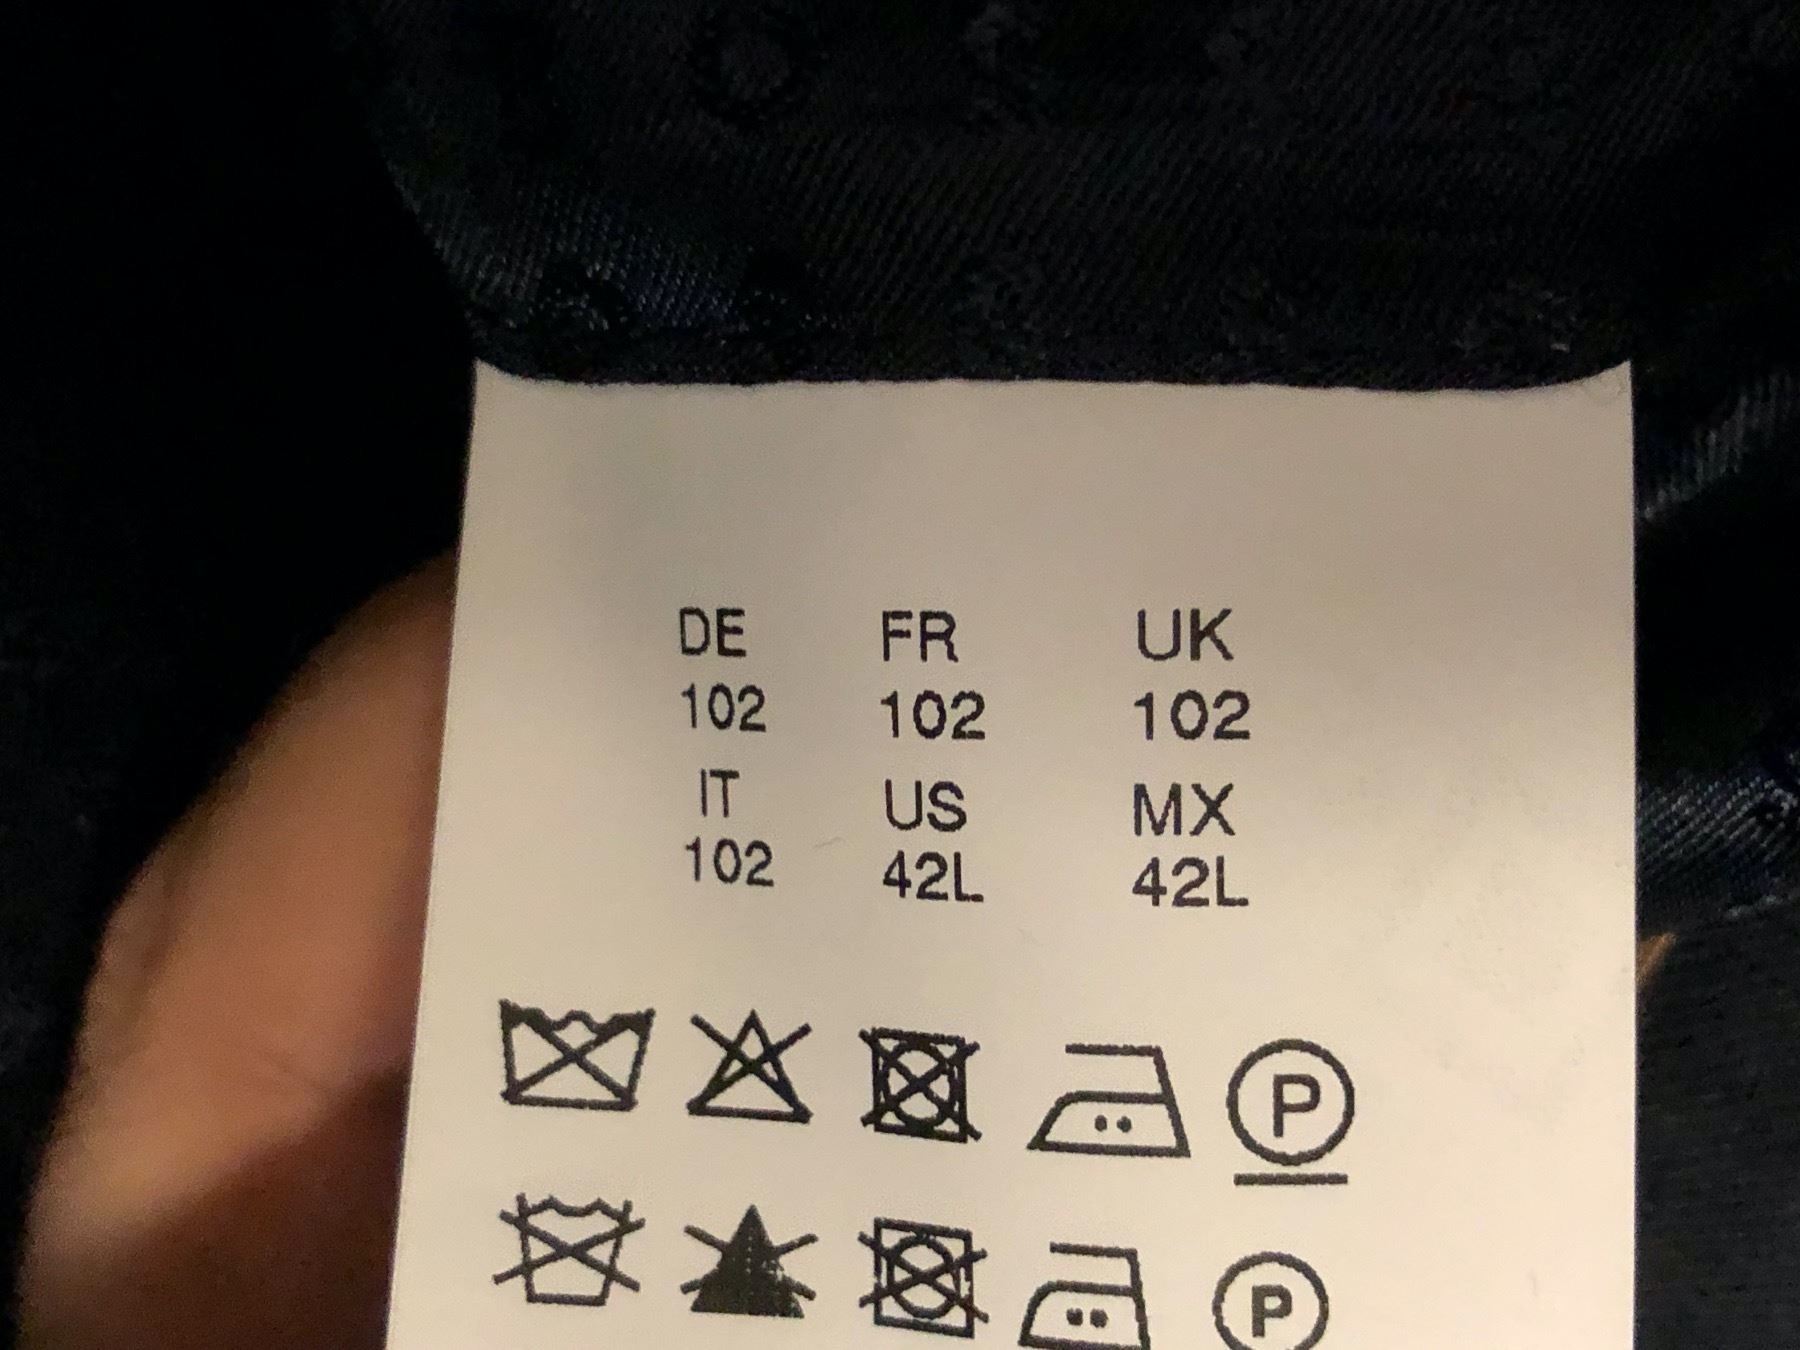 DE FR UK
102 102 102
IT US MX
102 42L 42L
P
P